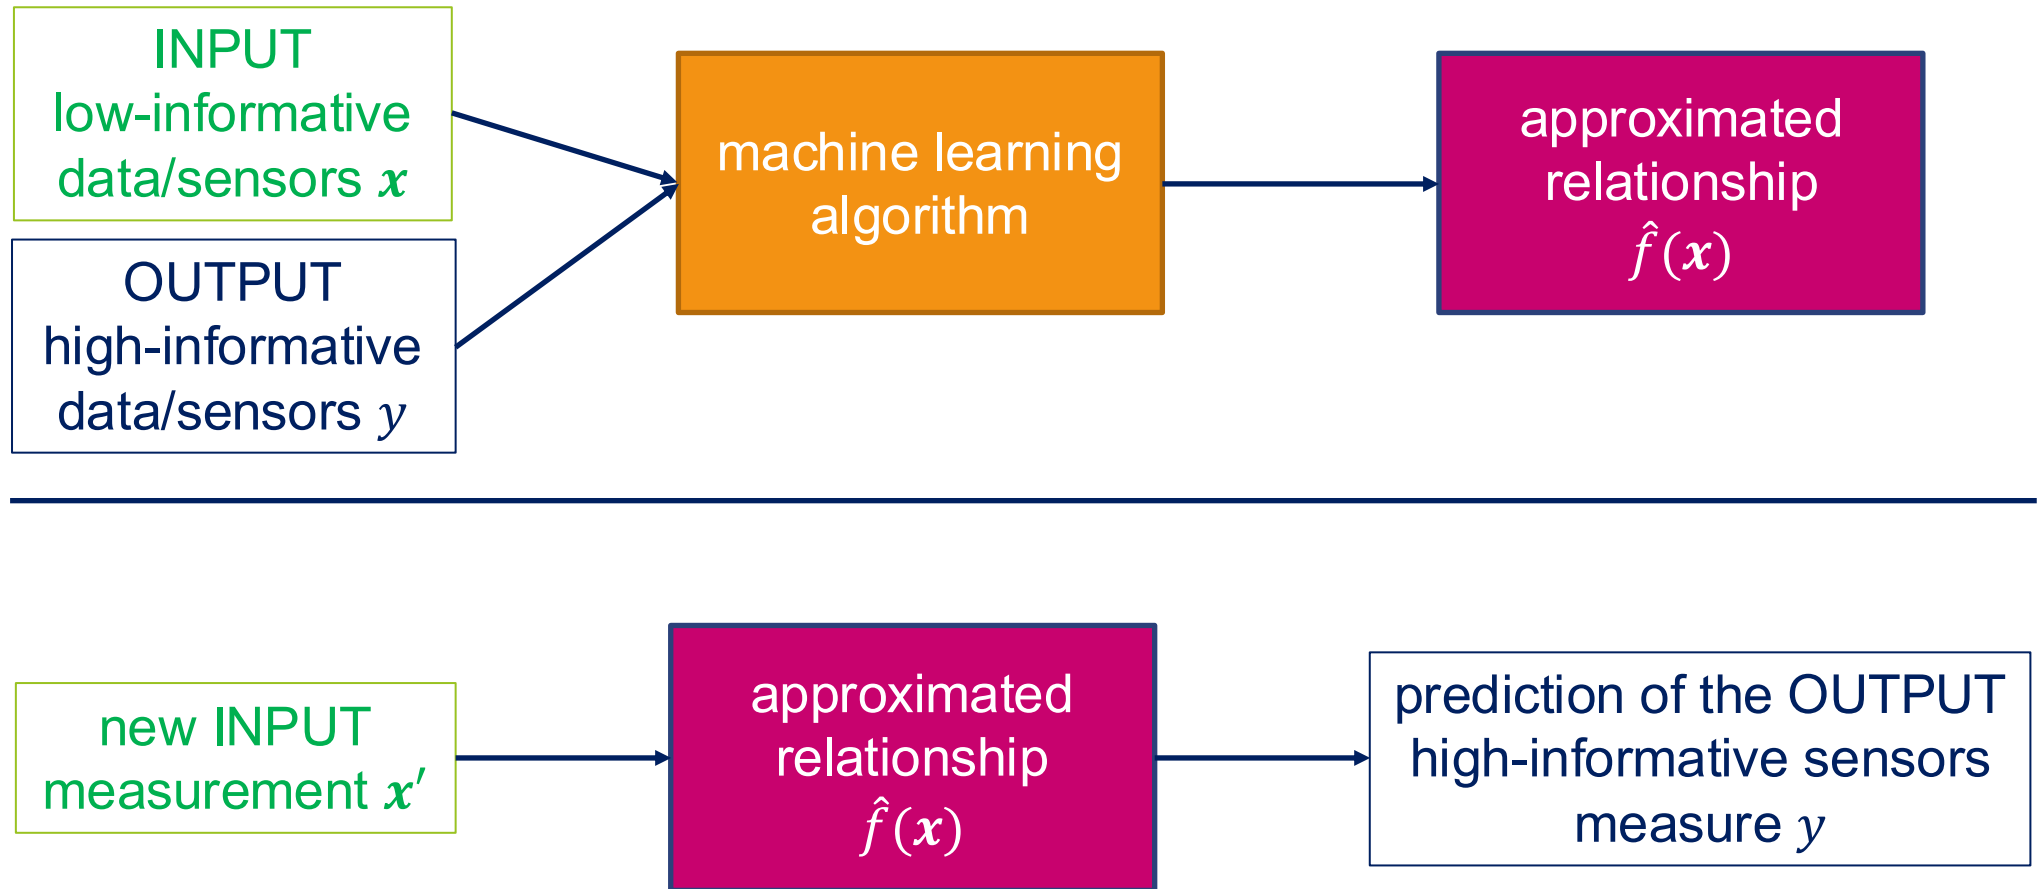 INPUT
low-informative
data/sensors 𝒙
OUTPUT
high-informative
data/sensors 𝑦
machine learning
algorithm
approximated
relationship
𝑓̂(𝒙)
new INPUT
measurement 𝒙′
approximated
relationship
𝑓̂(𝒙)
prediction of the OUTPUT
high-informative sensors
measure 𝑦